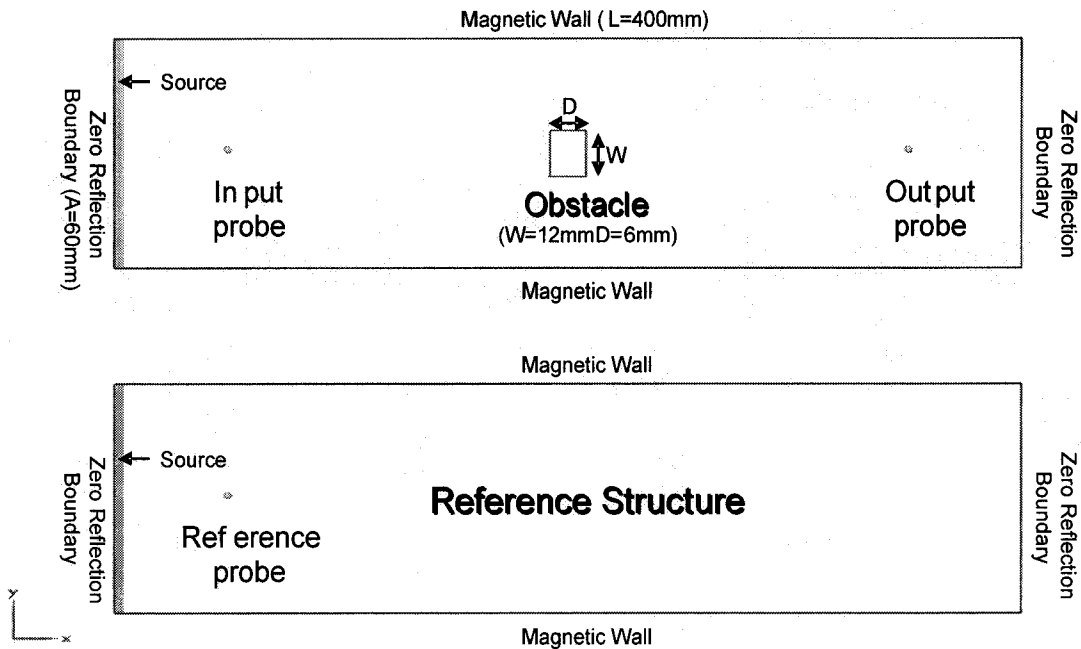 Magnetic Wall ( L=400mm)
Source
Zero Reflection
Boundary (A=60mm)
D
W
In put
probe
Obstacle
(W=12mmD=6mm)
Out put
probe
Zero Reflection
Boundary
Magnetic Wall
Magnetic Wall
Source
Zero Reflection
Boundary
Reference Structure
Ref erence
probe
Zero Reflection
Boundary
Magnetic Wall
y
x